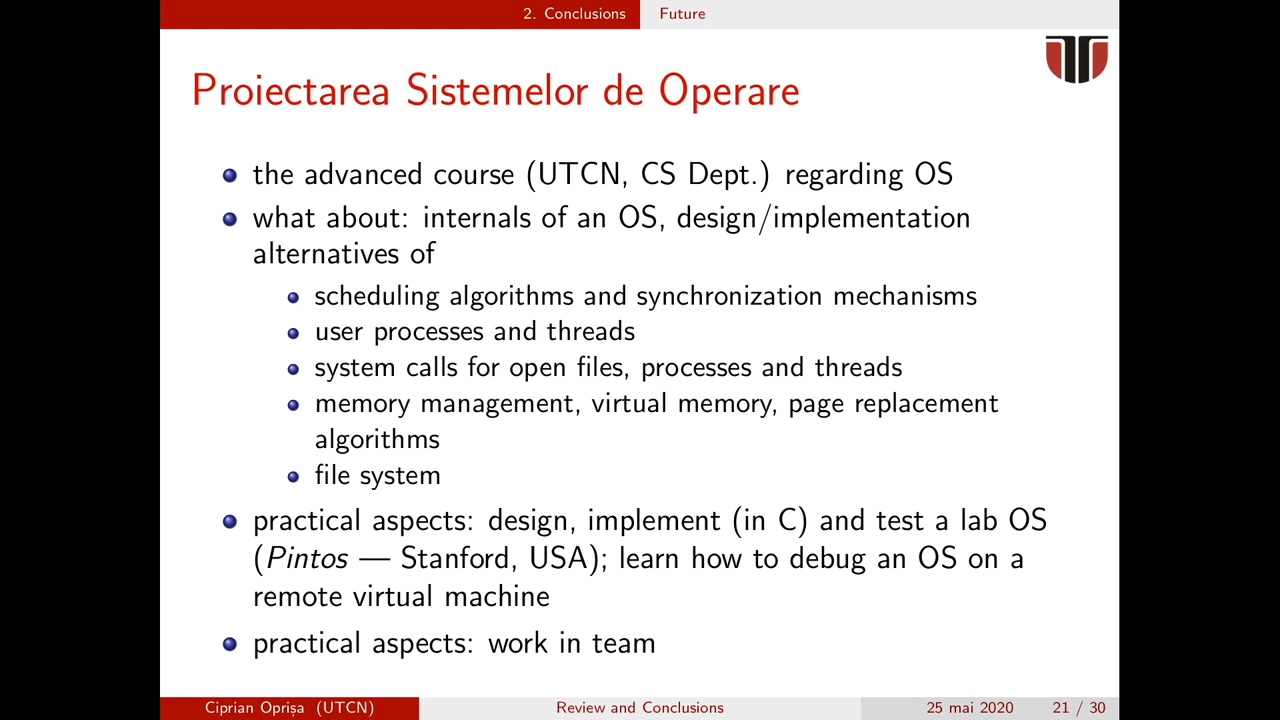 2. Conclusions Future
Proiectarea Sistemelor de Operare
the advanced course (UTCN, CS Dept.) regarding OS
what about: internals of an OS, design/implementation
alternatives of
scheduling algorithms and synchronization mechanisms
user processes and threads
system calls for open files, processes and threads
memory management, virtual memory, page replacement
algorithms
file system
practical aspects: design, implement (in C) and test a lab OS
(Pintos — Stanford, USA); learn how to debug an OS on a
remote virtual machine
practical aspects: work in team
Ciprian Oprișa (UTCN) Review and Conclusions 25 mai 2020 21 / 30